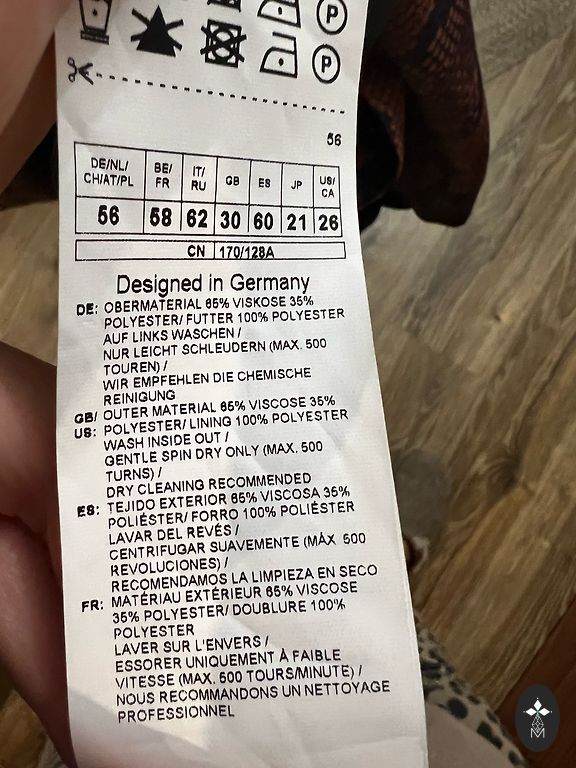 P
P
56
DE/NL/ CH/AT/PL BE/ FR IT/ RU GB ES JP US/ CA
56 58 62 30 60 21 26
CN 170/128A
Designed in Germany
DE: OBERMATERIAL 65% VISKOSE 35%
POLYESTER/ FUTTER 100% POLYESTER
AUF LINKS WASCHEN /
NUR LEICHT SCHLEUDERN (MAX. 500
TOUREN) /
WIR EMPFEHLEN DIE CHEMISCHE
REINIGUNG
GB/ OUTER MATERIAL 65% VISCOSE 35%
US: POLYESTER/ LINING 100% POLYESTER
WASH INSIDE OUT /
GENTLE SPIN DRY ONLY (MAX. 500
TURNS) /
DRY CLEANING RECOMMENDED
ES: TEJIDO EXTERIOR 65% VISCOSA 35%
POLIÉSTER/ FORRO 100% POLIÉSTER
LAVAR DEL REVÉS /
CENTRIFUGAR SUAVEMENTE (MÁX 500
REVOLUCIONES) /
RECOMENDAMOS LA LIMPIEZA EN SECO
FR: MATÉRIAU EXTÉRIEUR 65% VISCOSE
35% POLYESTER/ DOUBLURE 100%
POLYESTER
LAVER SUR L'ENVERS /
ESSORER UNIQUEMENT À FAIBLE
VITESSE (MAX. 500 TOURS/MINUTE) /
NOUS RECOMMANDONS UN NETTOYAGE
PROFESSIONNEL
M